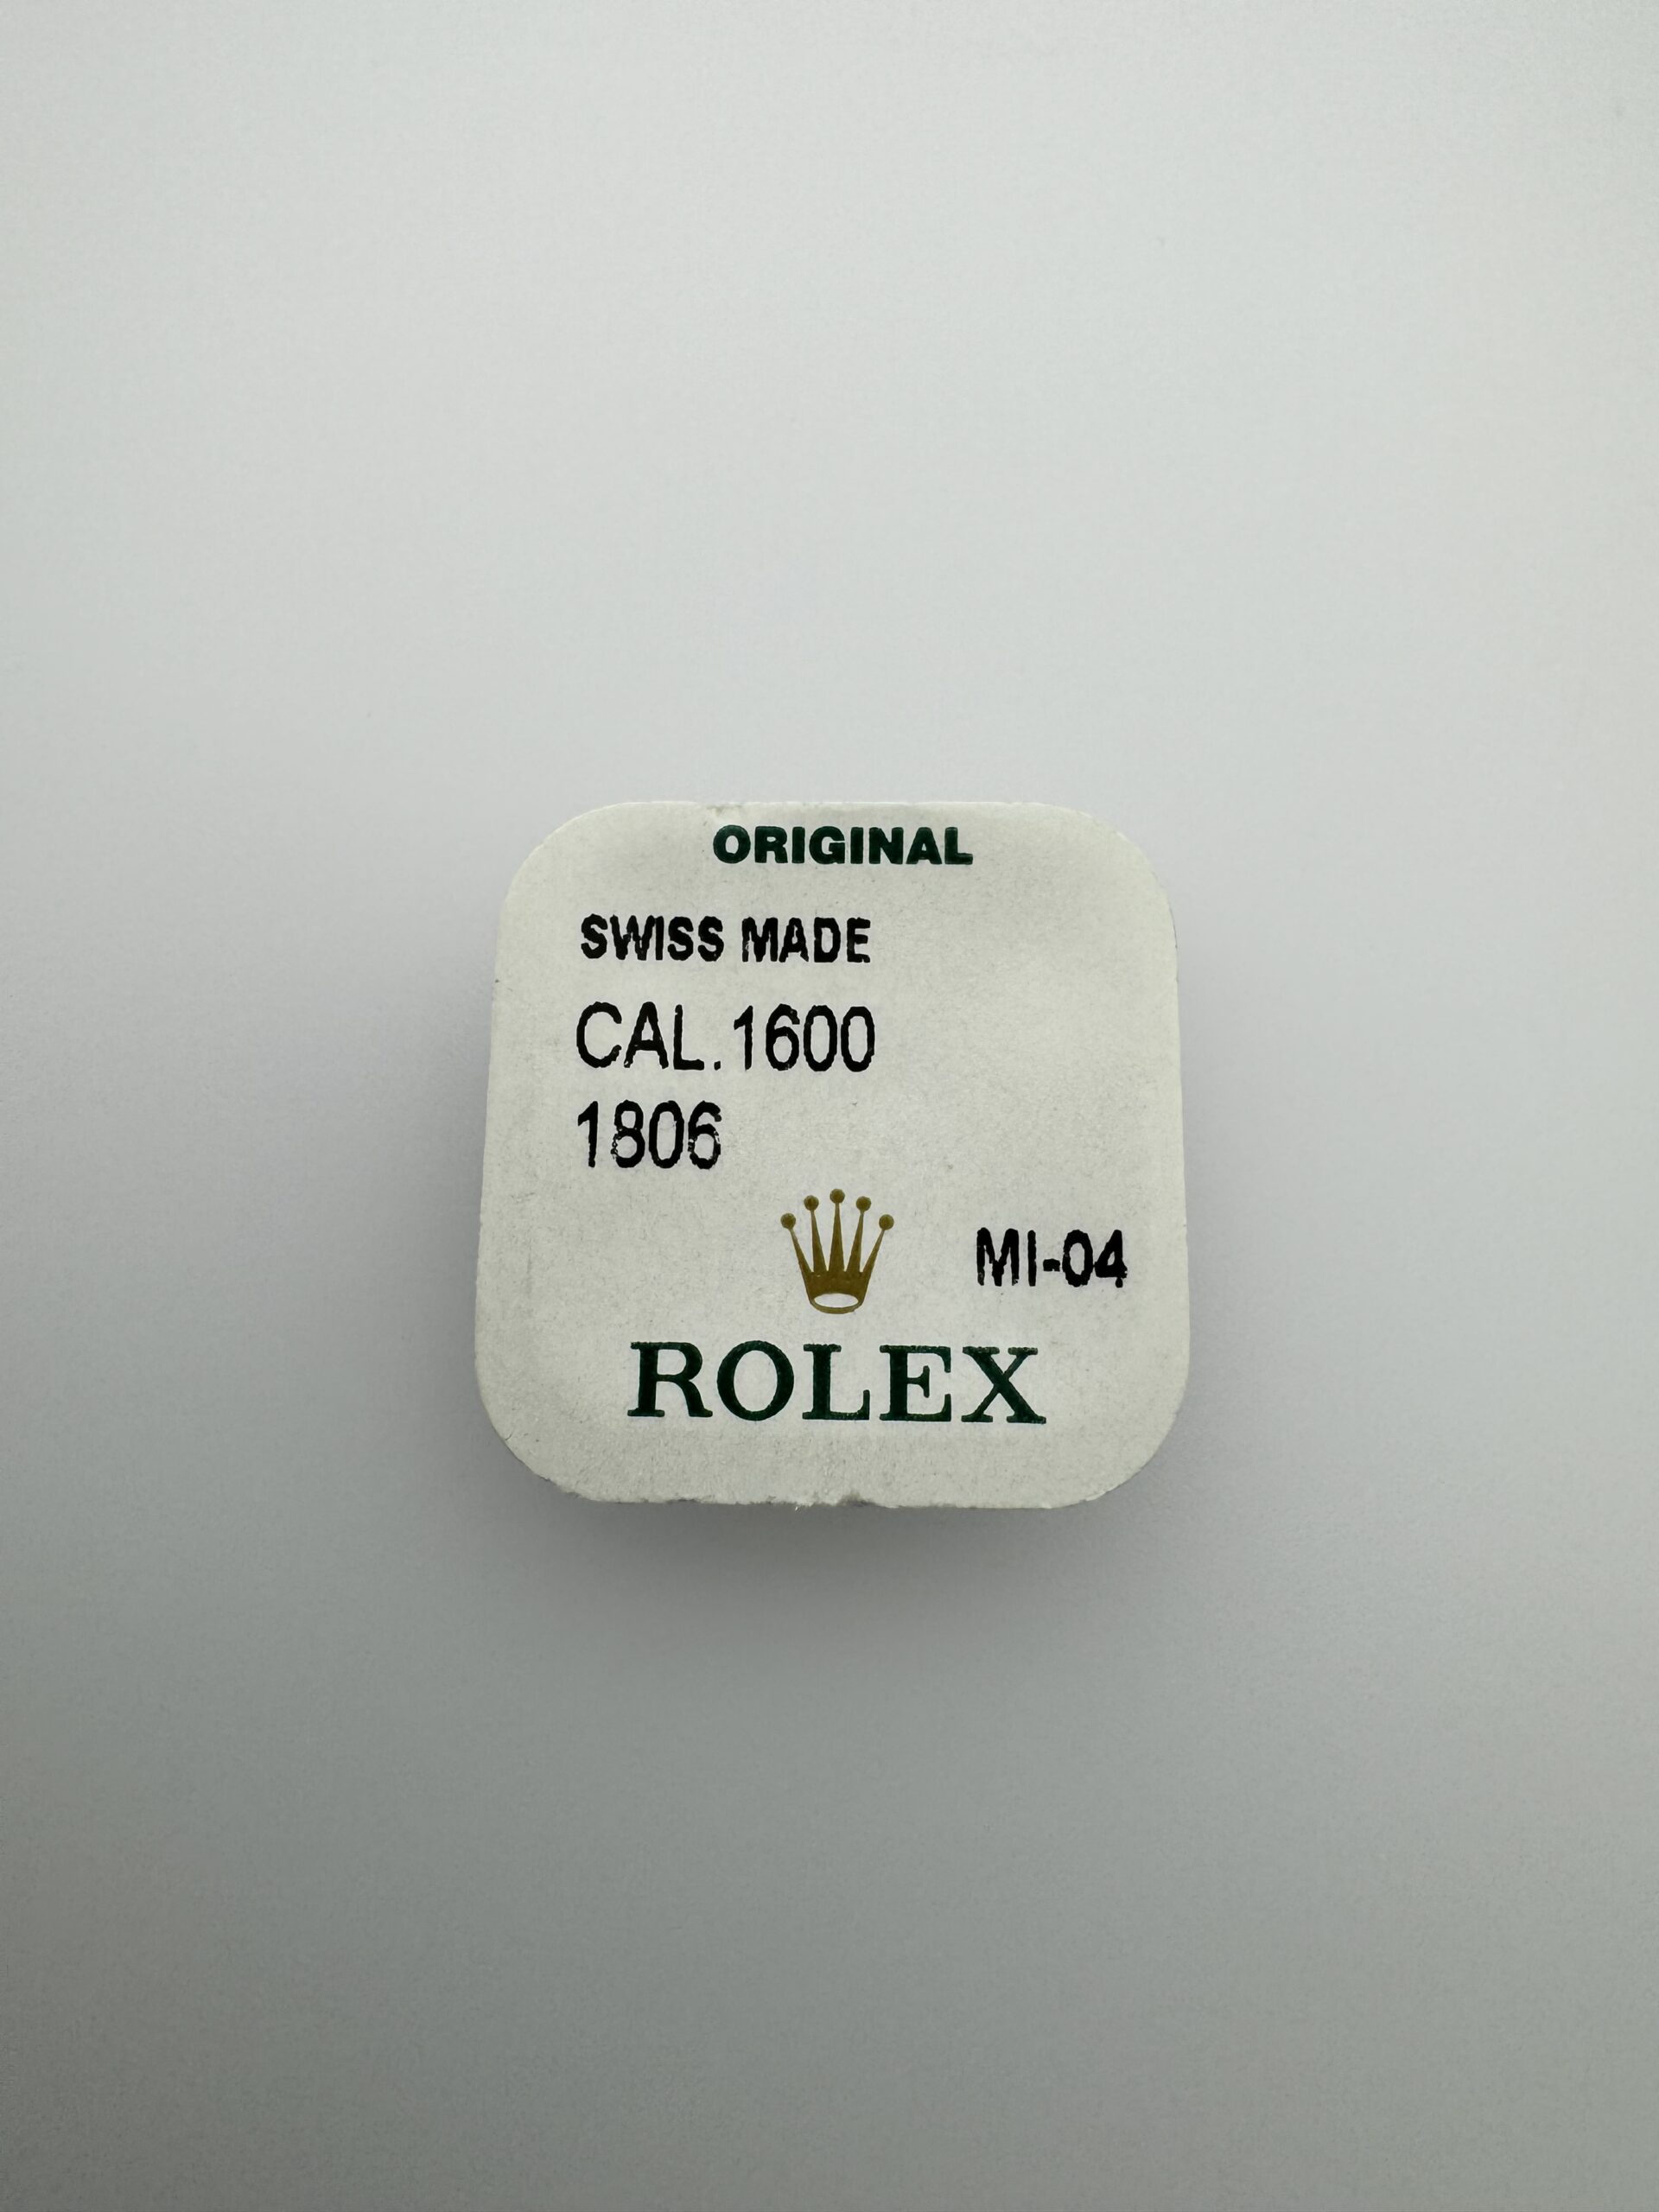 ORIGINAL
SWISS MADE
CAL.1600
1806
MI-04
ROLEX